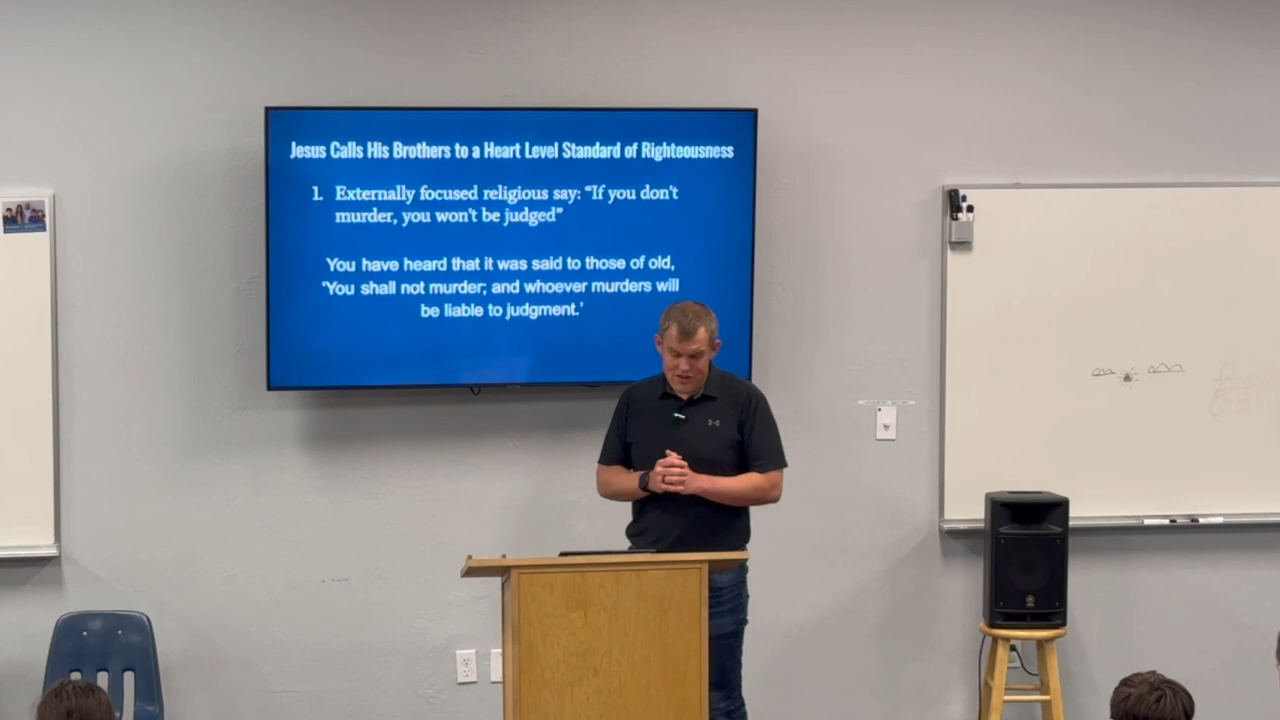 Jesus Calls His Brothers to a Heart Level Standard of Righteousness
1. Externally focused religious say: “If you don't
murder, you won't be judged”
You have heard that it was said to those of old,
‘You shall not murder; and whoever murders will
be liable to judgment.’